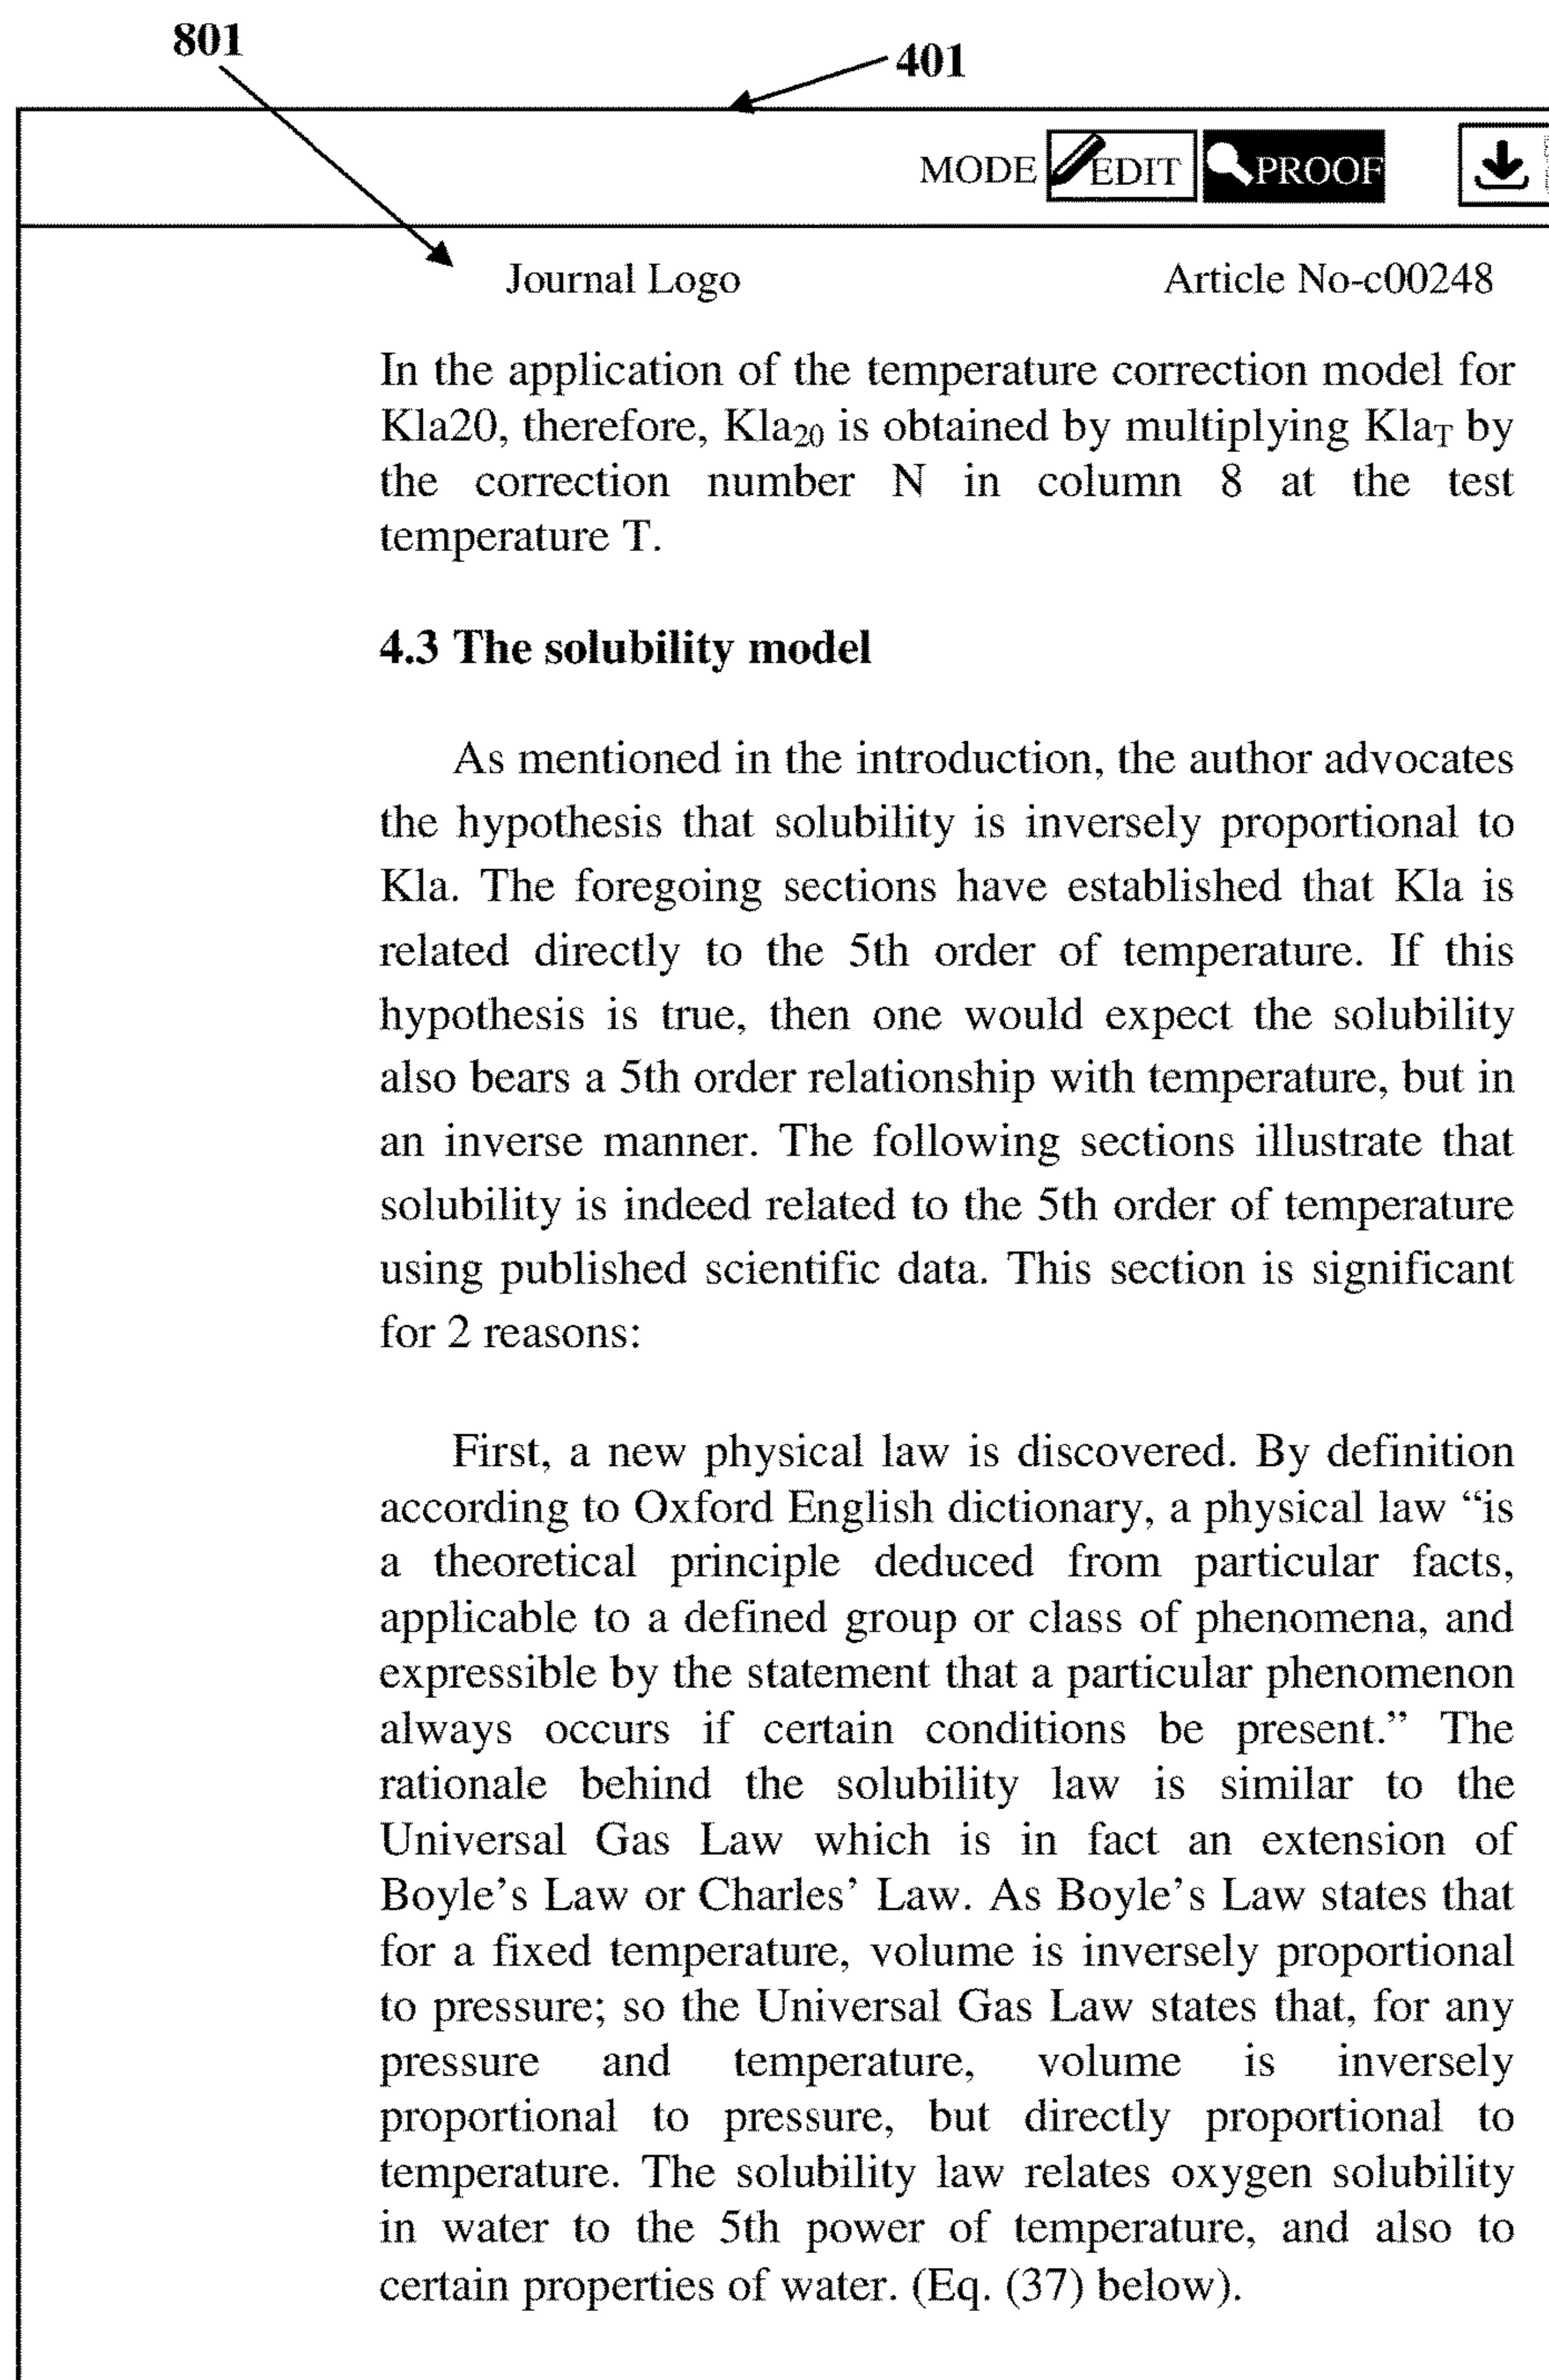 801
401
MODE EDIT PROOF
Journal Logo Article No-c00248
In the application of the temperature correction model for
Kla20, therefore, Kla₂₀ is obtained by multiplying Kla_T by
the correction number N in column 8 at the test
temperature T.
4.3 The solubility model
As mentioned in the introduction, the author advocates
the hypothesis that solubility is inversely proportional to
Kla. The foregoing sections have established that Kla is
related directly to the 5th order of temperature. If this
hypothesis is true, then one would expect the solubility
also bears a 5th order relationship with temperature, but in
an inverse manner. The following sections illustrate that
solubility is indeed related to the 5th order of temperature
using published scientific data. This section is significant
for 2 reasons:
First, a new physical law is discovered. By definition
according to Oxford English dictionary, a physical law “is
a theoretical principle deduced from particular facts,
applicable to a defined group or class of phenomena, and
expressible by the statement that a particular phenomenon
always occurs if certain conditions be present.” The
rationale behind the solubility law is similar to the
Universal Gas Law which is in fact an extension of
Boyle’s Law or Charles’ Law. As Boyle’s Law states that
for a fixed temperature, volume is inversely proportional
to pressure; so the Universal Gas Law states that, for any
pressure and temperature, volume is inversely
proportional to pressure, but directly proportional to
temperature. The solubility law relates oxygen solubility
in water to the 5th power of temperature, and also to
certain properties of water. (Eq. (37) below).